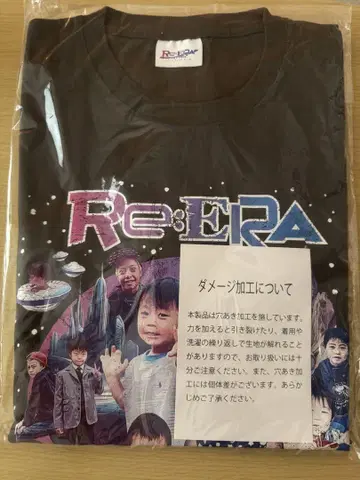 Re:ERA
Re:ERA
ダメージ加工について
本製品は穴あき加工を施しています。
力を加えると引き裂けたり、着用や
洗濯の繰り返しで生地が解れること
がありますので、お取り扱いには十
分ご注意ください。また、穴あき加
工には個体差がございます。あらか
じめご了承ください。